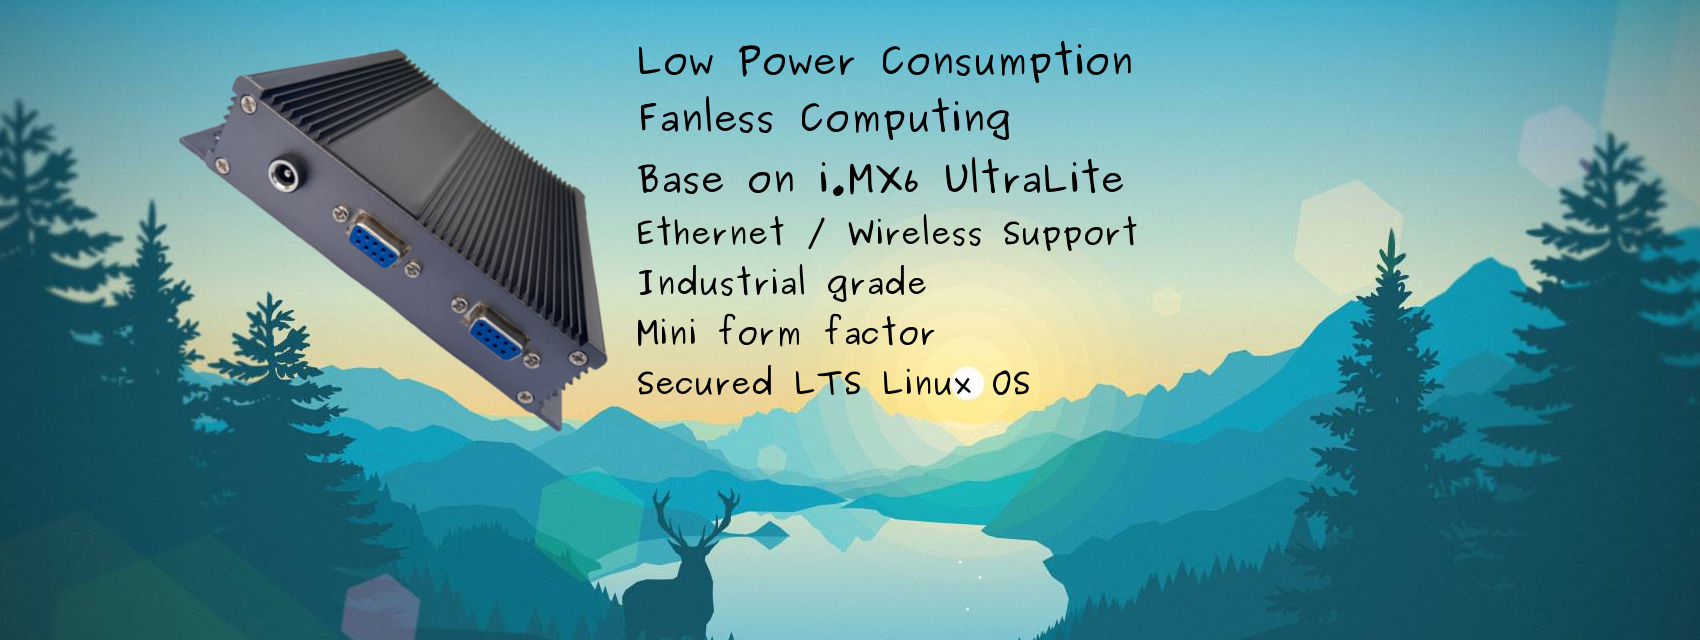 Low Power Consumption
Fanless Computing
Base on i.MX6 UltraLite
Ethernet / Wireless Support
Industrial grade
Mini form factor
Secured LTS Linux OS